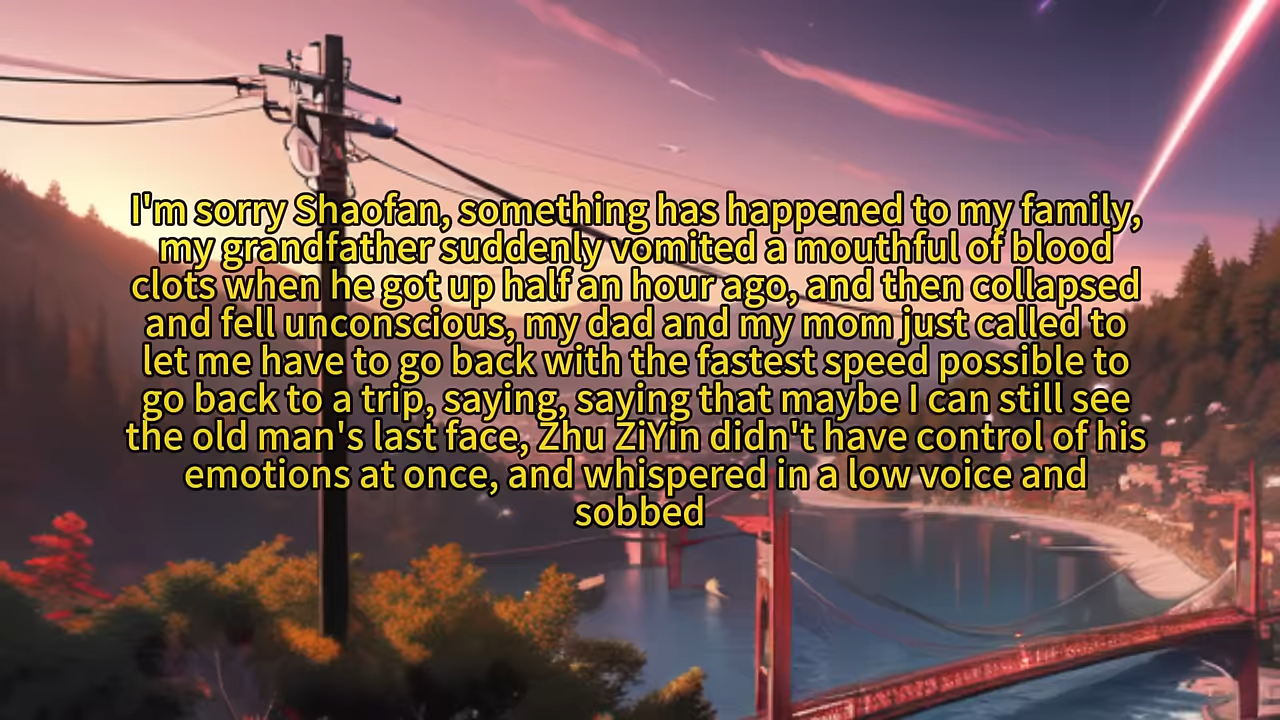 I'm sorry Shaofan, something has happened to my family,
my grandfather suddenly vomited a mouthful of blood
clots when he got up half an hour ago, and then collapsed
and fell unconscious, my dad and my mom just called to
let me have to go back with the fastest speed possible to
go back to a trip, saying, saying that maybe I can still see
the old man's last face, Zhu ZiYin didn't have control of his
emotions at once, and whispered in a low voice and
sobbed